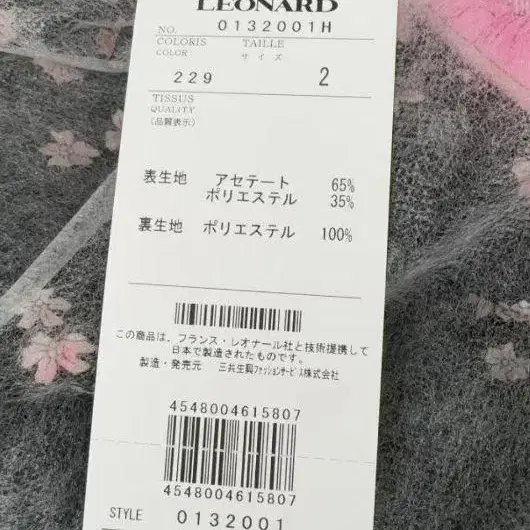 LEONARD
NO. 0132001H
COLORIS TAILLE
COLOR サイズ
229 2
TISSUS
QUALITY
(品質表示)
表生地 アセテート 65%
ポリエステル 35%
裏生地 ポリエステル 100%
この商品は、フランス・レオナール社と技術提携して
日本で製造されたものです。
製造・発売元 三共生興ファッションサービス株式会社
4548004615807
4548004615807
STYLE 0132001